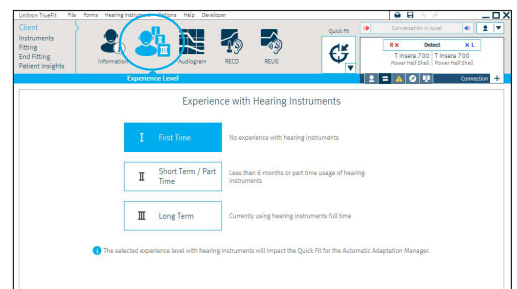 Unitron TrueFit File Forms Hearing Instrument Options Help Developer
Client
Instruments
Fitting
End Fitting
Patient Insights
Information
Audiogram
RECD
REUG
Quick Fit
Conversation in quiet
R X Detect X L
T Insera 700 T Insera 700
Power Half Shell Power Half Shell
Experience Level
Connection +
Experience with Hearing Instruments
I First Time No experience with hearing instruments
II Short Term / Part Time Less than 6 months or part time usage of hearing instruments
III Long Term Currently using hearing instruments full time
i The selected experience level with hearing instruments will impact the Quick Fit for the Automatic Adaptation Manager.